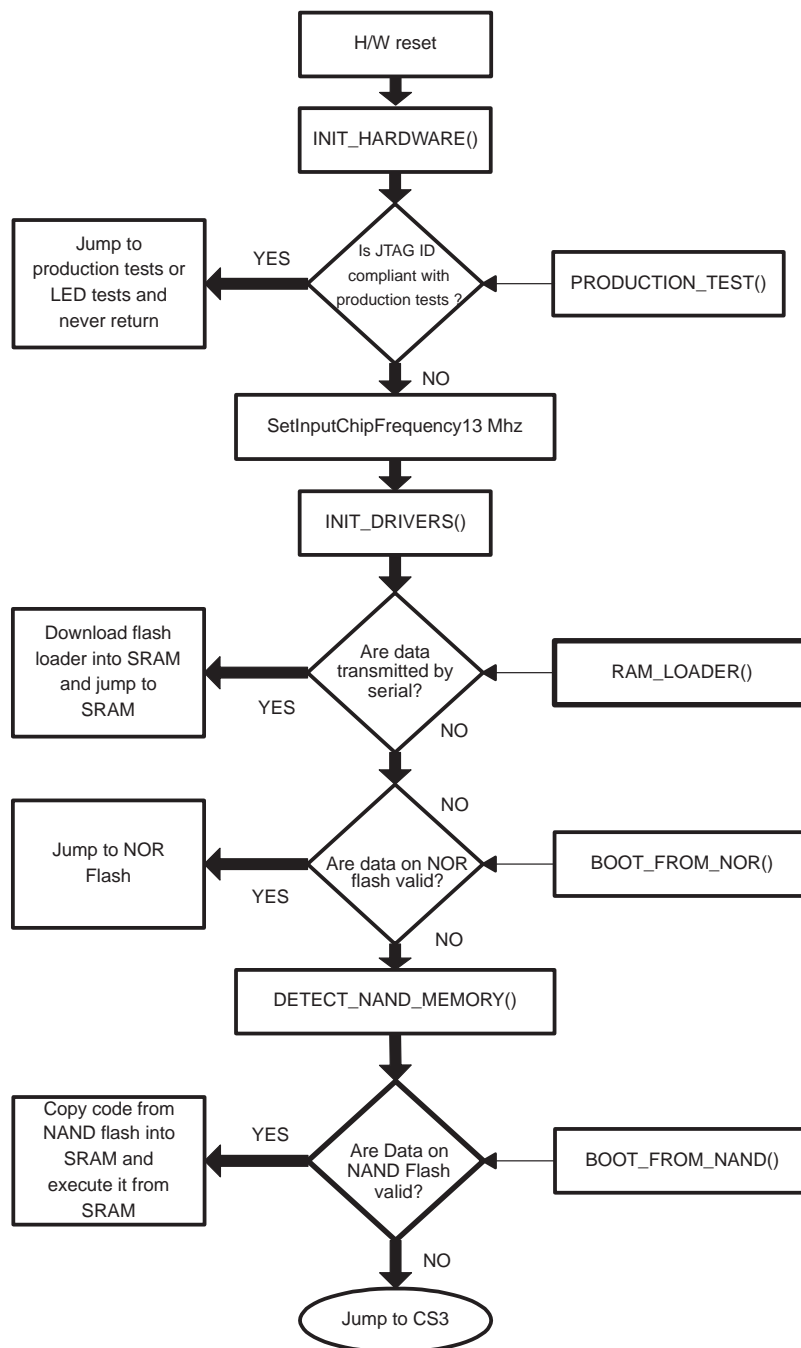 H/W reset
INIT_HARDWARE()
Jump to
production tests or
LED tests and
never return
YES
Is JTAG ID
compliant with
production tests ?
PRODUCTION_TEST()
NO
SetInputChipFrequency13 Mhz
INIT_DRIVERS()
Download flash
loader into SRAM
and jump to
SRAM
YES
Are data
transmitted by
serial?
RAM_LOADER()
NO
NO
Jump to NOR
Flash
YES
Are data on NOR
flash valid?
BOOT_FROM_NOR()
NO
DETECT_NAND_MEMORY()
Copy code from
NAND flash into
SRAM and
execute it from
SRAM
YES
Are Data on
NAND Flash
valid?
BOOT_FROM_NAND()
NO
Jump to CS3